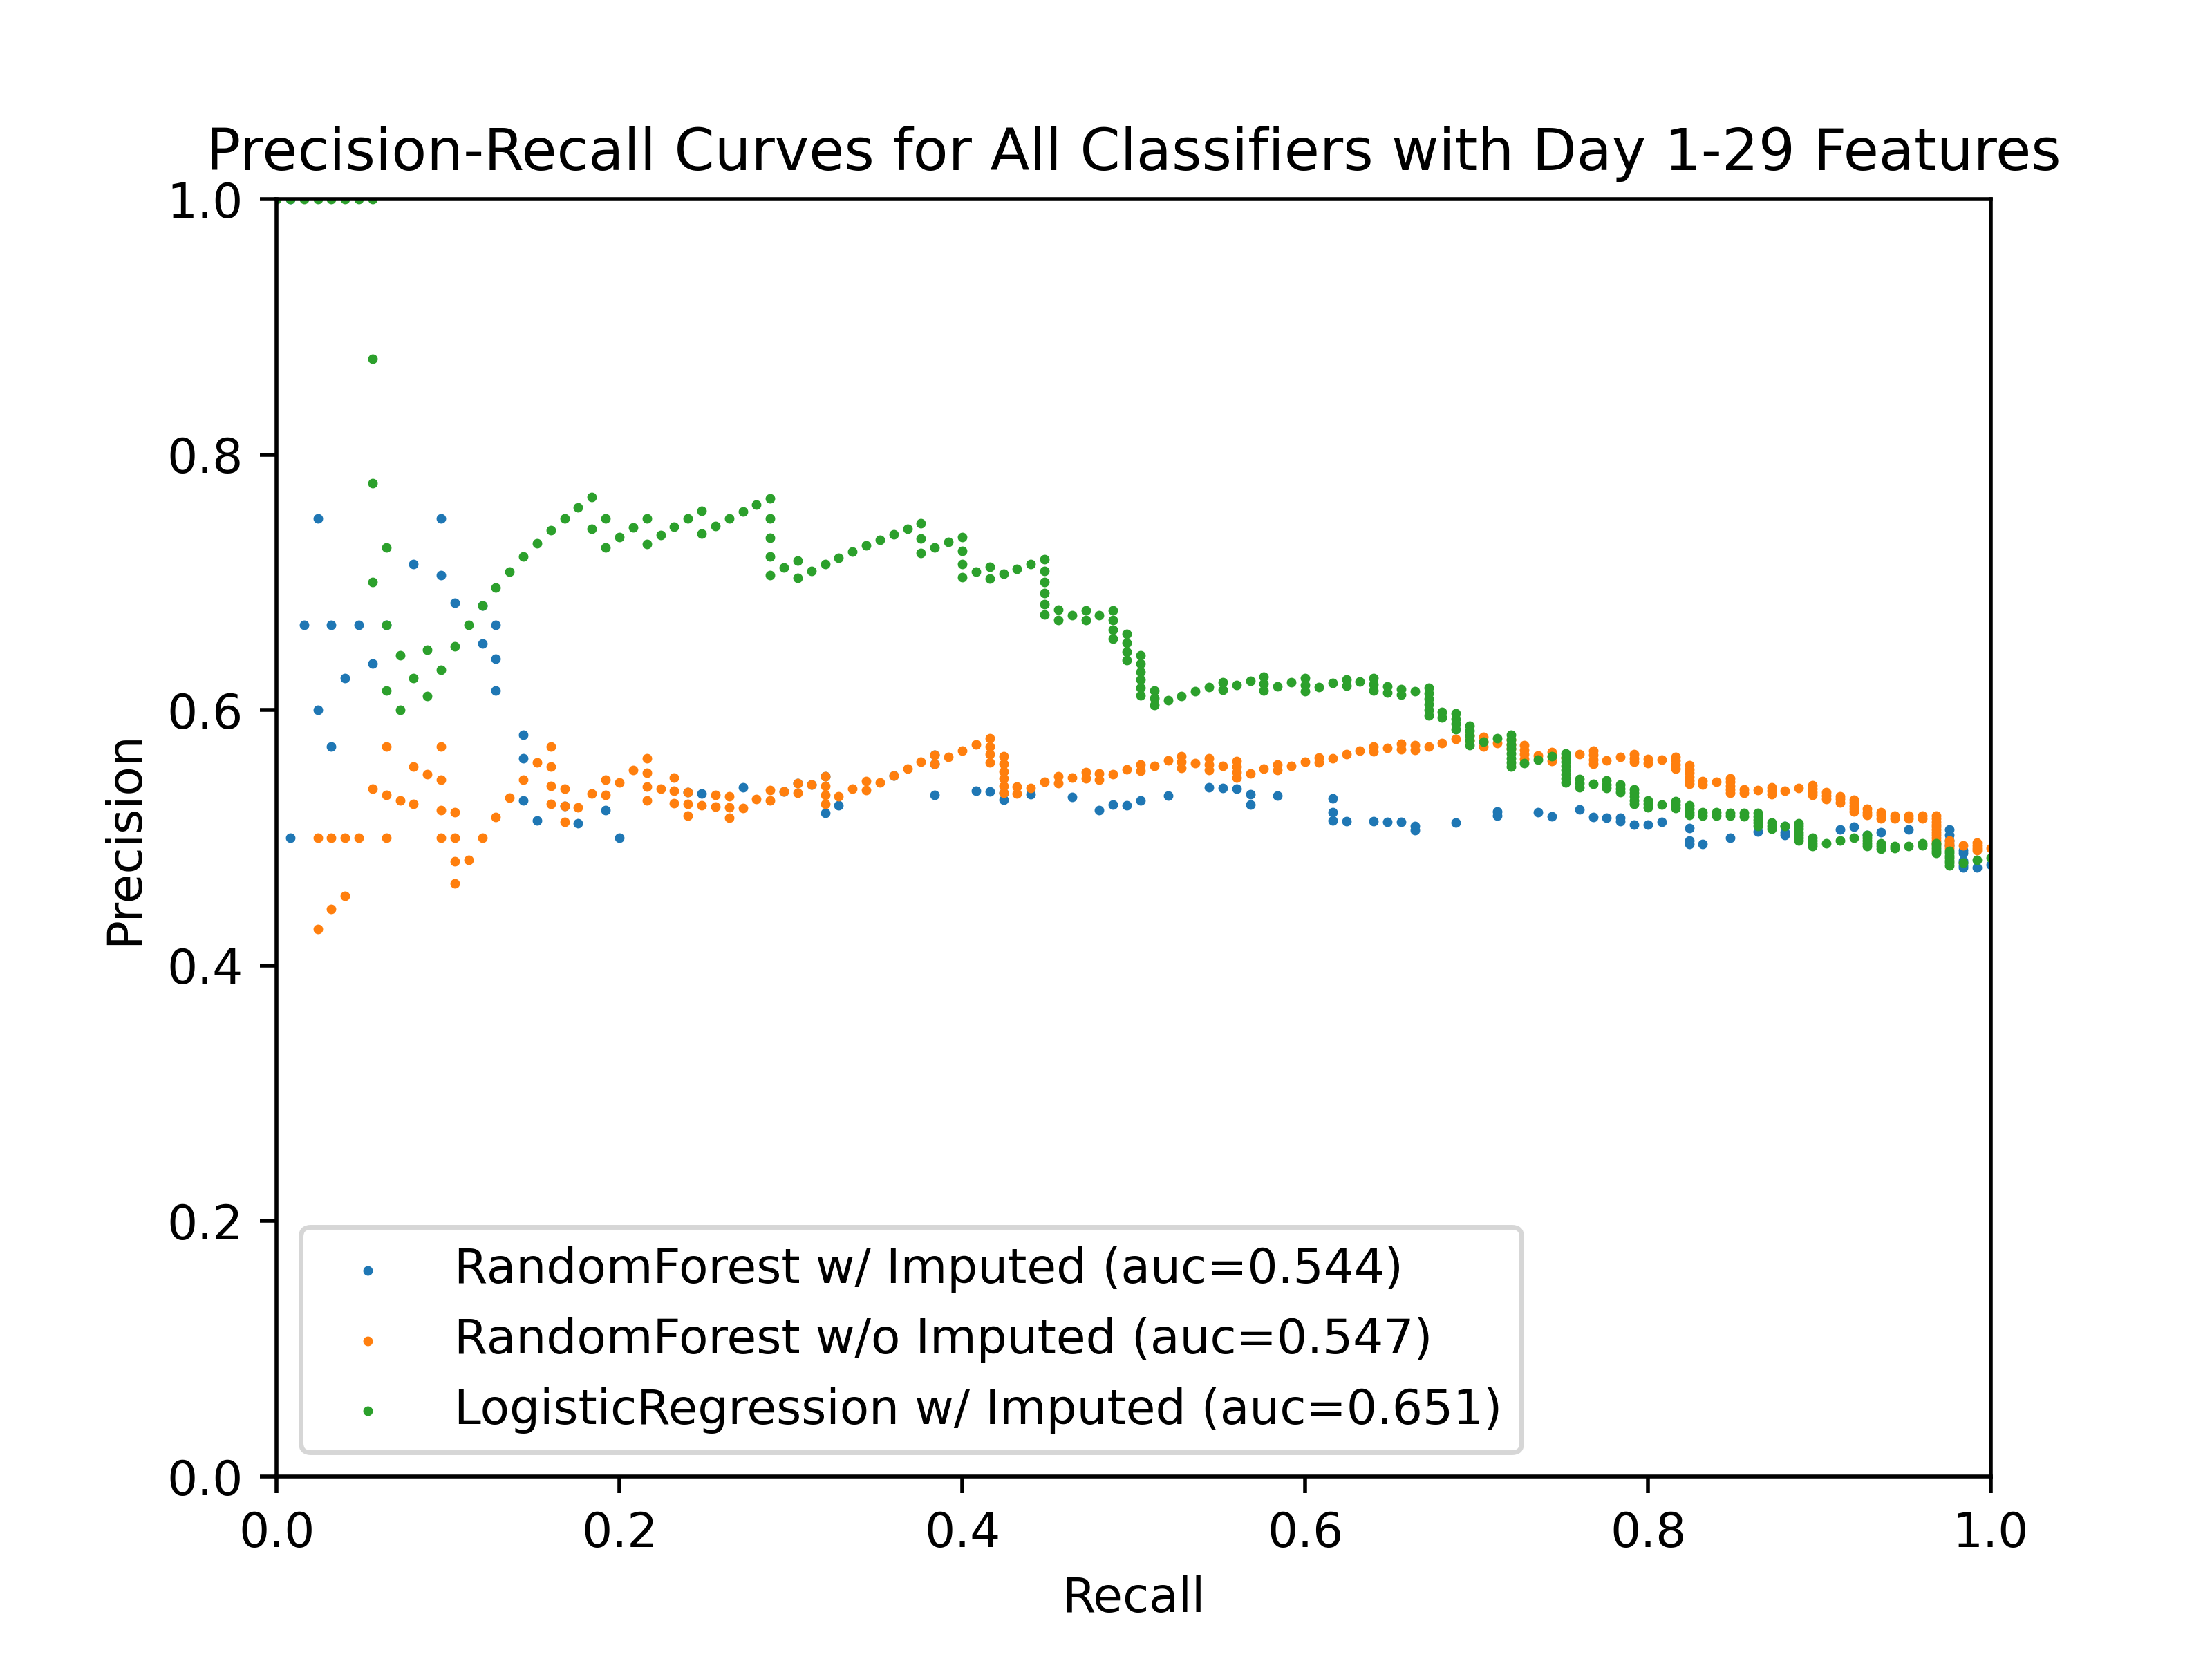 Precision-Recall Curves for All Classifiers with Day 1-29 Features
1.0
0.8
0.6
0.4
0.2
0.0
Precision
RandomForest w/ Imputed (auc=0.544)
RandomForest w/o Imputed (auc=0.547)
LogisticRegression w/ Imputed (auc=0.651)
0.0 0.2 0.4 0.6 0.8 1.0
Recall